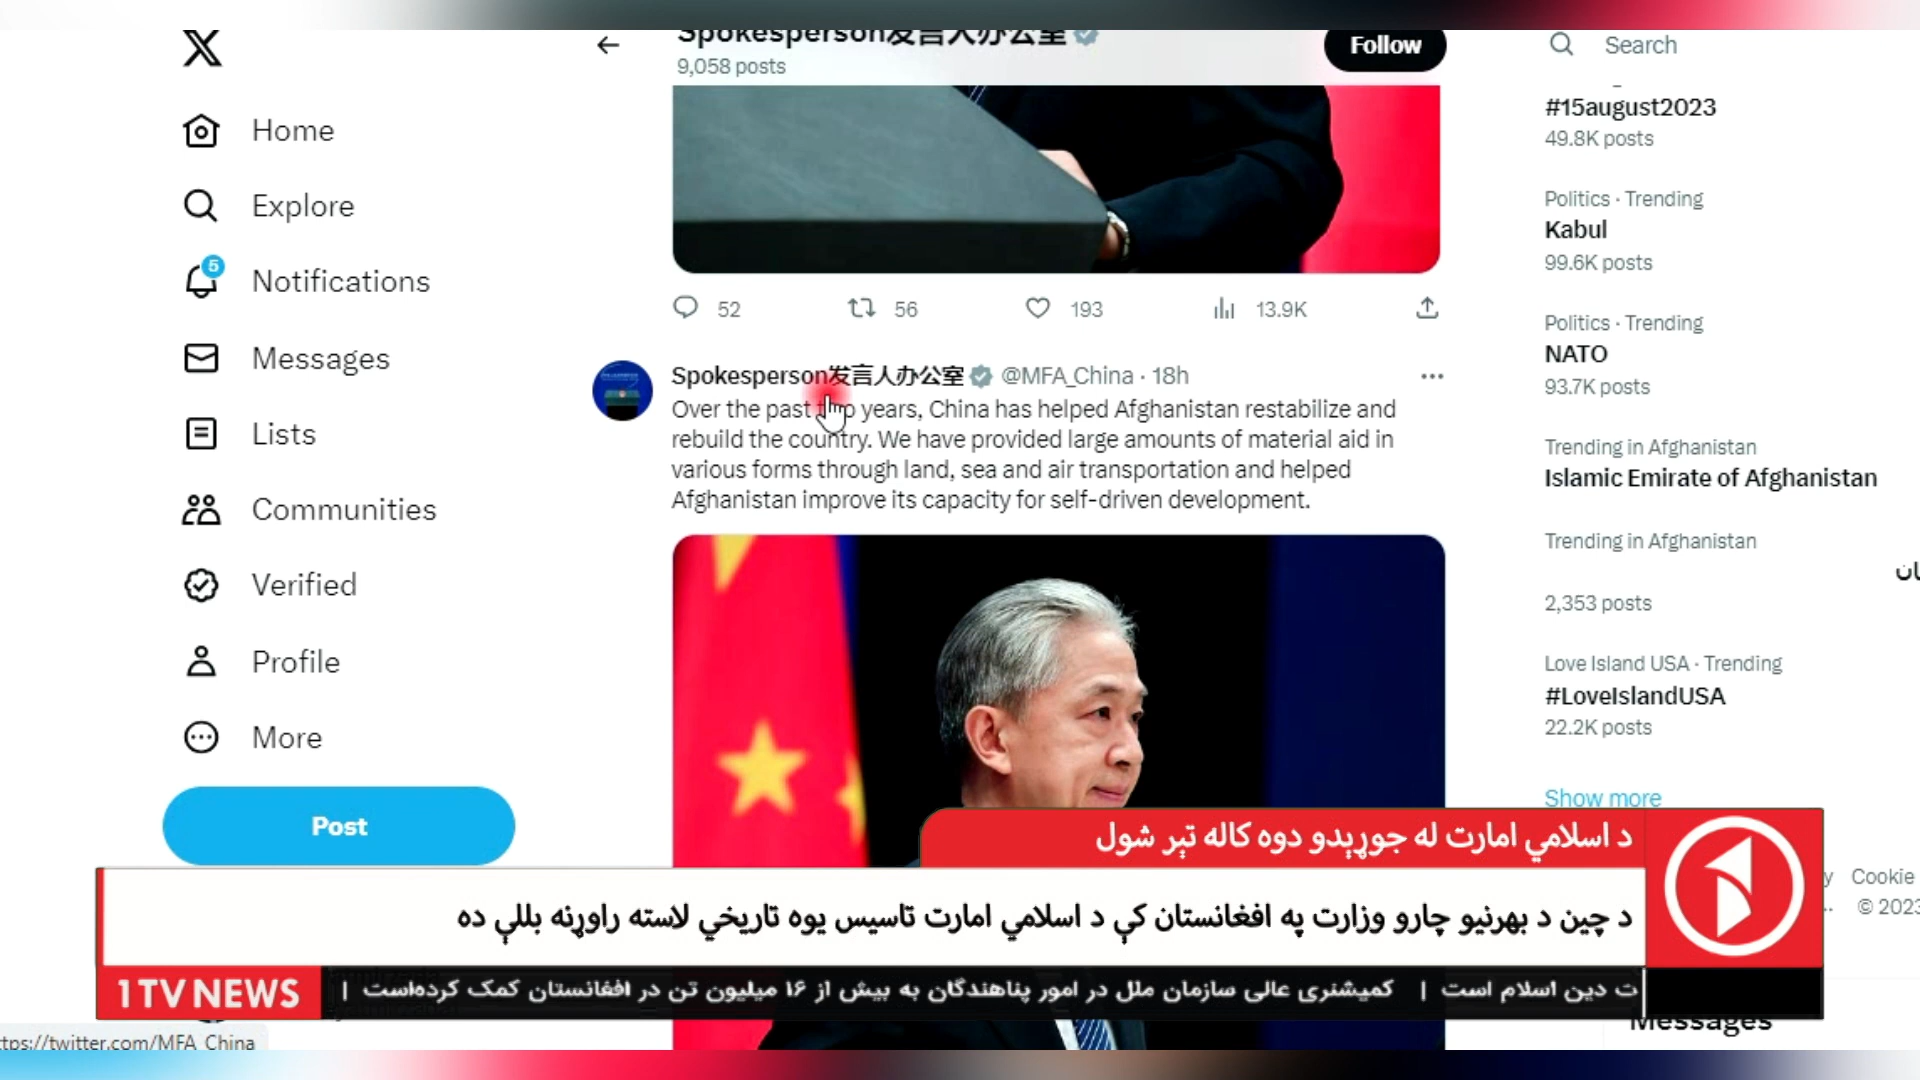 Home
Explore
5
Notifications
Messages
Lists
Communities
Verified
Profile
More
Post
Spokesperson发言人办公室
9,058 posts
Follow
52 56 193 13.9K
Spokesperson发言人办公室 @MFA_China · 18h
Over the past years, China has helped Afghanistan restabilize and
rebuild the country. We have provided large amounts of material aid in
various forms through land, sea and air transportation and helped
Afghanistan improve its capacity for self-driven development.
Search
#15august2023
49.8K posts
Politics · Trending
Kabul
99.6K posts
Politics · Trending
NATO
93.7K posts
Trending in Afghanistan
Islamic Emirate of Afghanistan
Trending in Afghanistan
2,353 posts
Love Island USA · Trending
#LoveIslandUSA
22.2K posts
Show more
Cookie
© 2023
Messages
د اسلامي امارت له جوړېدو دوه کاله تېر شول
د چین د بهرنیو چارو وزارت په افغانستان کې د اسلامي امارت تاسیس یوه تاریخي لاسته راوړنه بللې ده
1TV NEWS
ت دین اسلام است | کمیشنری عالی سازمان ملل در امور پناهندگان به بیش از ۱۶ میلیون تن در افغانستان کمک کرده‌است |
ttps://twitter.com/MFA_China